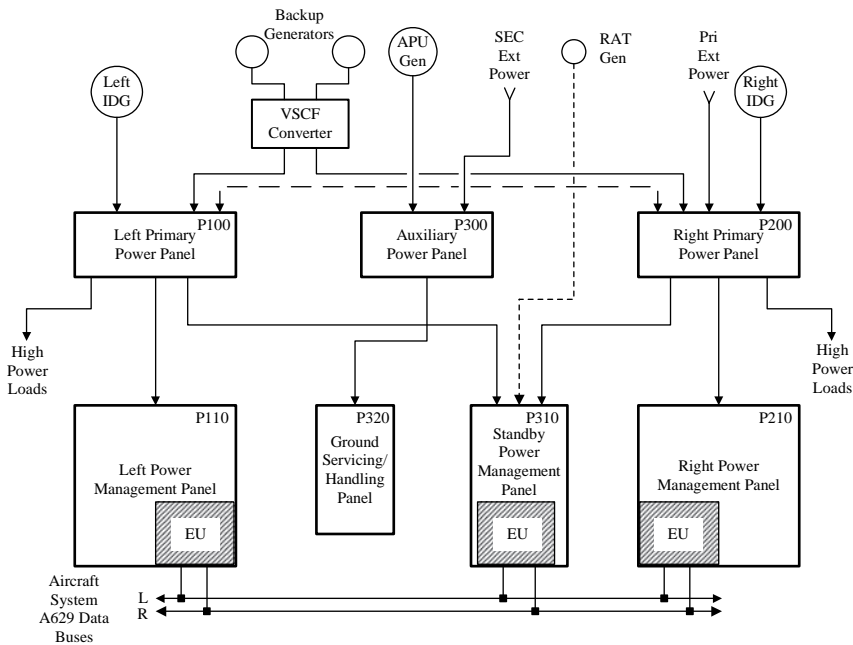 Backup
Generators
Left
IDG
VSCF
Converter
APU
Gen
SEC
Ext
Power
RAT
Gen
Pri
Ext
Power
Right
IDG
P100
Left Primary
Power Panel
P300
Auxiliary
Power Panel
P200
Right Primary
Power Panel
High
Power
Loads
High
Power
Loads
P110
Left Power
Management Panel
EU
P320
Ground
Servicing/
Handling
Panel
P310
Standby
Power
Management
Panel
EU
P210
Right Power
Management Panel
EU
Aircraft
System
A629 Data
Buses
L
R